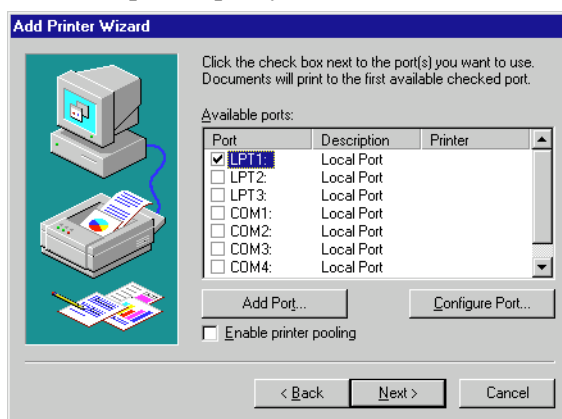 Add Printer Wizard
Click the check box next to the port(s) you want to use.
Documents will print to the first available checked port.
Available ports:
Port Description Printer
LPT1: Local Port
LPT2: Local Port
LPT3: Local Port
COM1: Local Port
COM2: Local Port
COM3: Local Port
COM4: Local Port
Add Port... Configure Port...
Enable printer pooling
< Back Next > Cancel